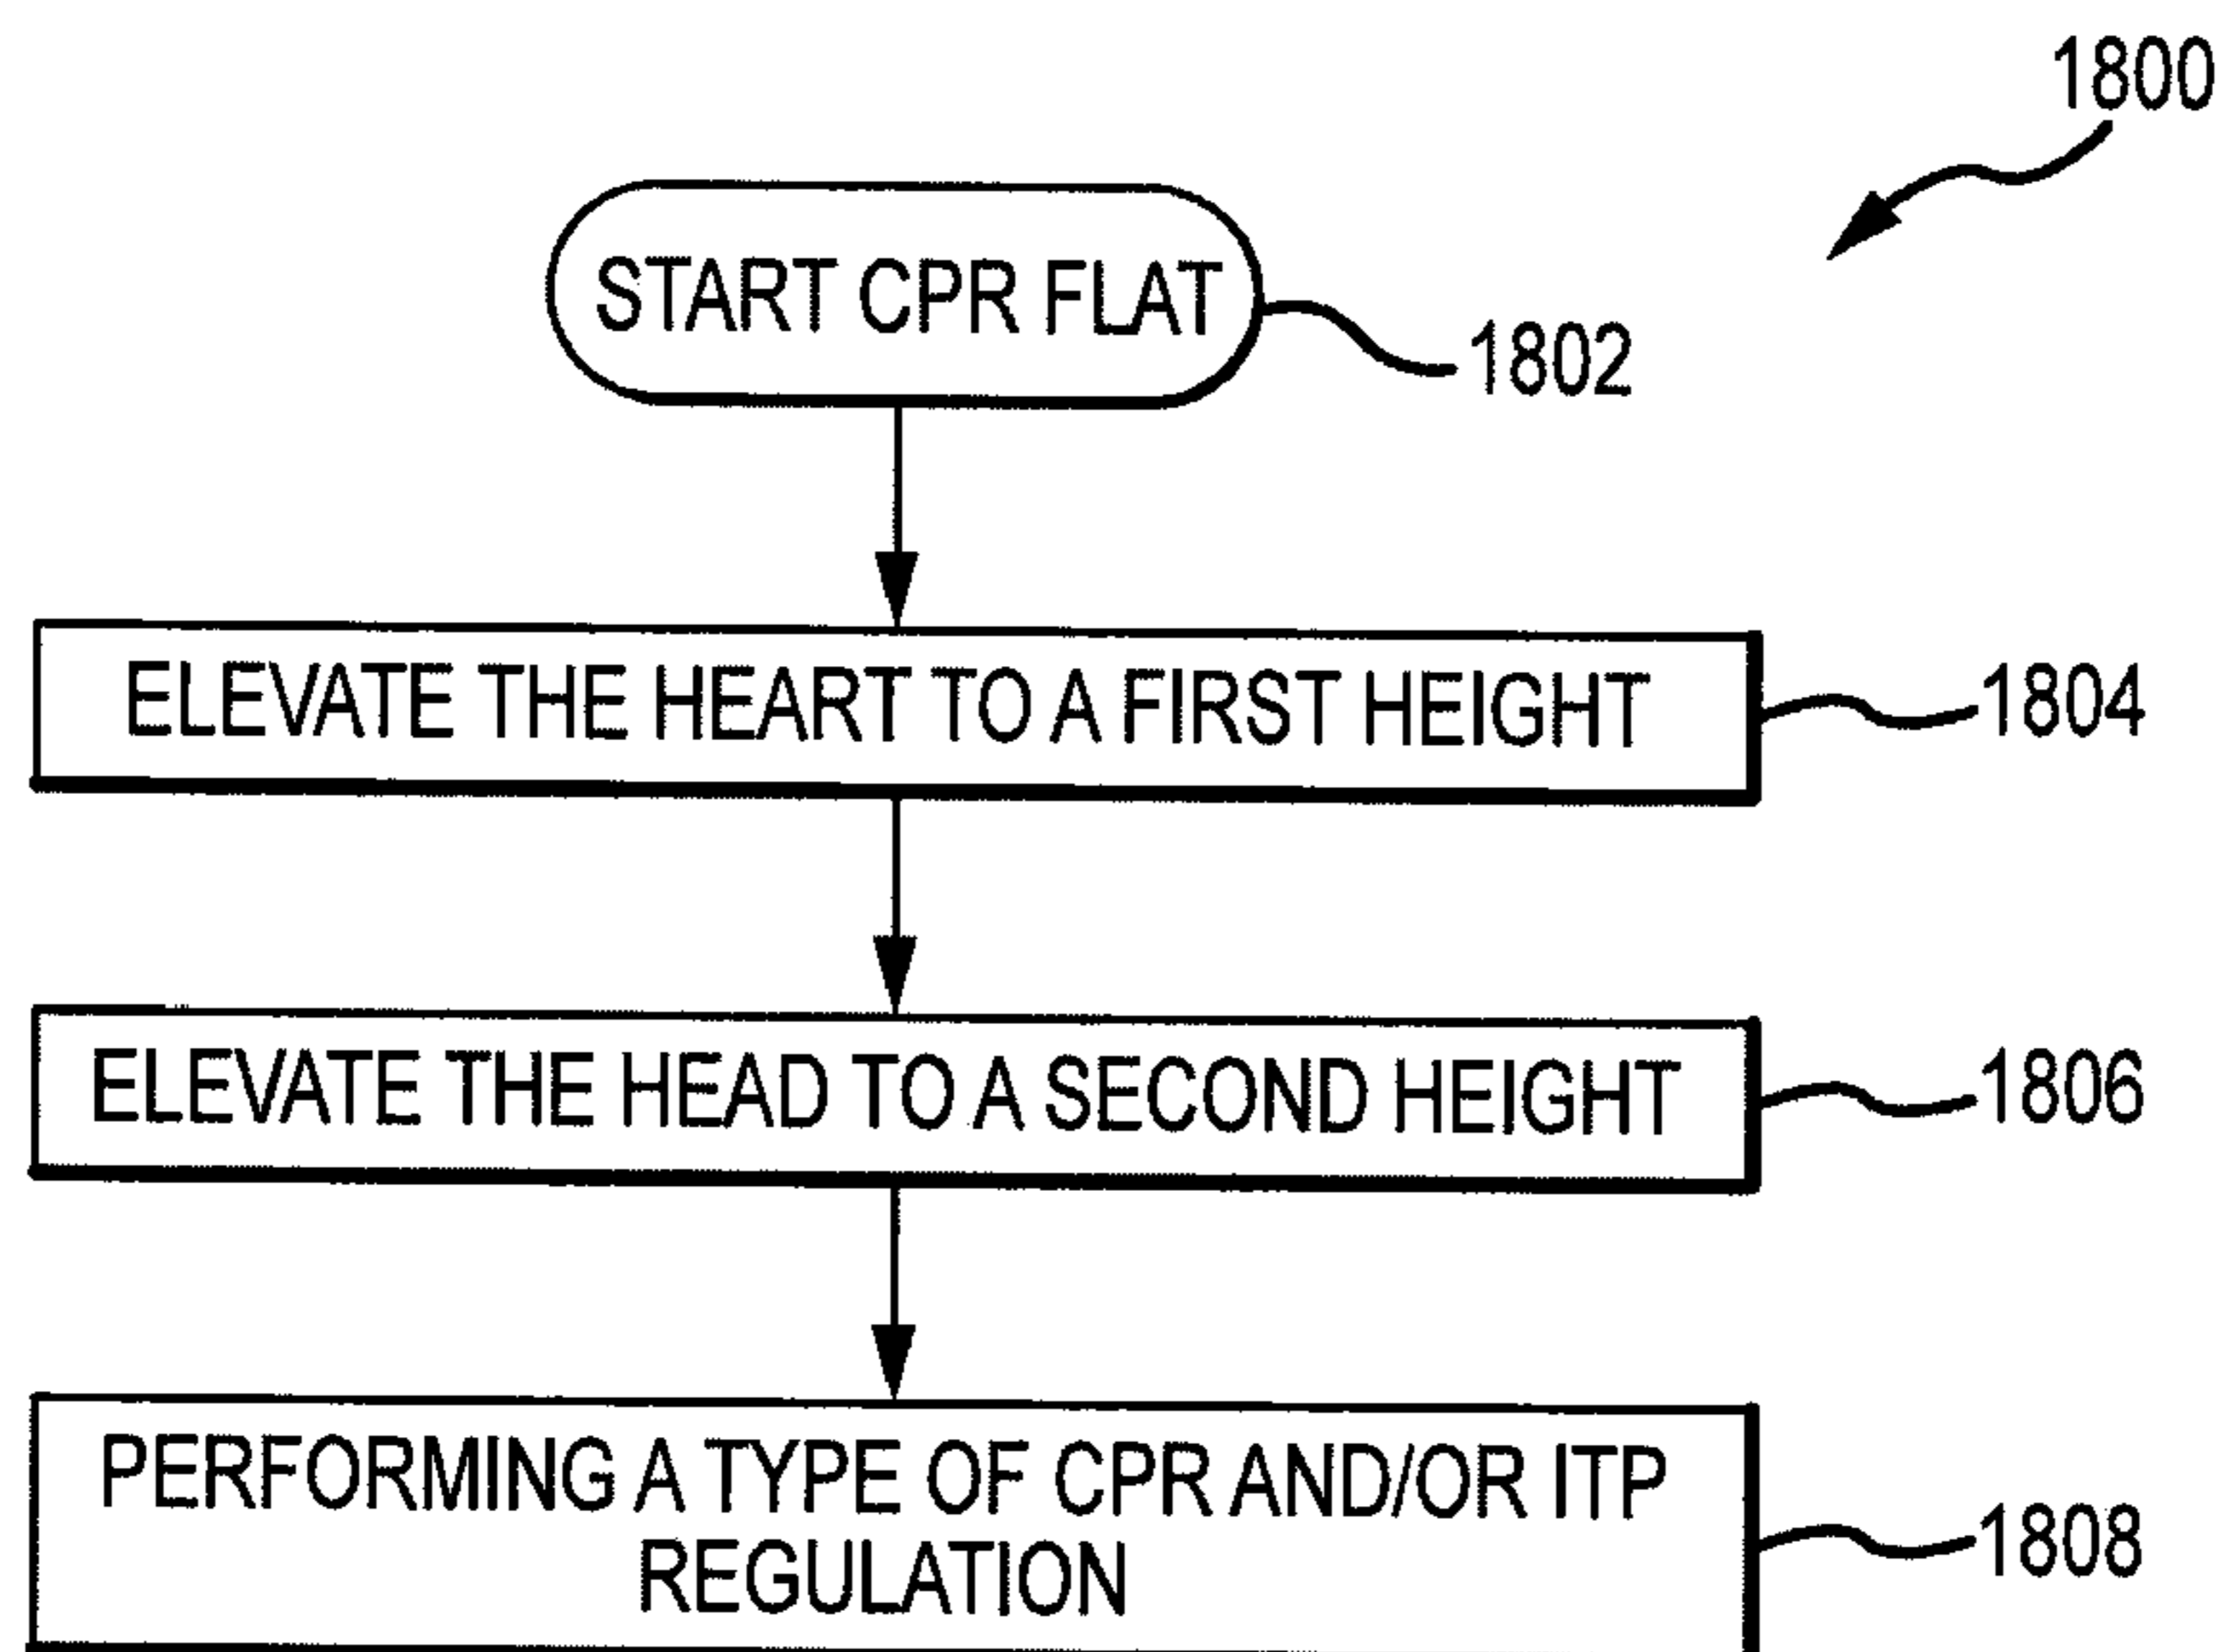 1800
START CPR FLAT
1802
ELEVATE THE HEART TO A FIRST HEIGHT
1804
ELEVATE THE HEAD TO A SECOND HEIGHT
1806
PERFORMING A TYPE OF CPR AND/OR ITP
REGULATION
1808